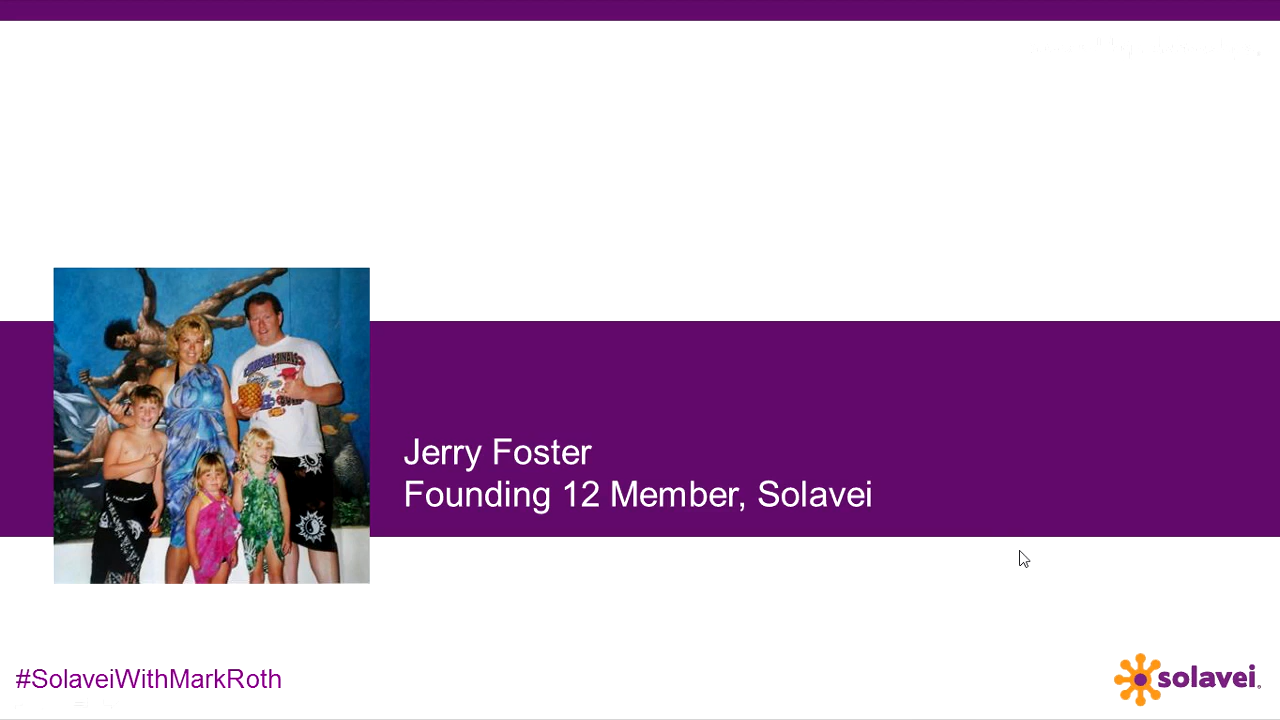 Jerry Foster
Founding 12 Member, Solavei
#SolaveiWithMarkRoth
solavei